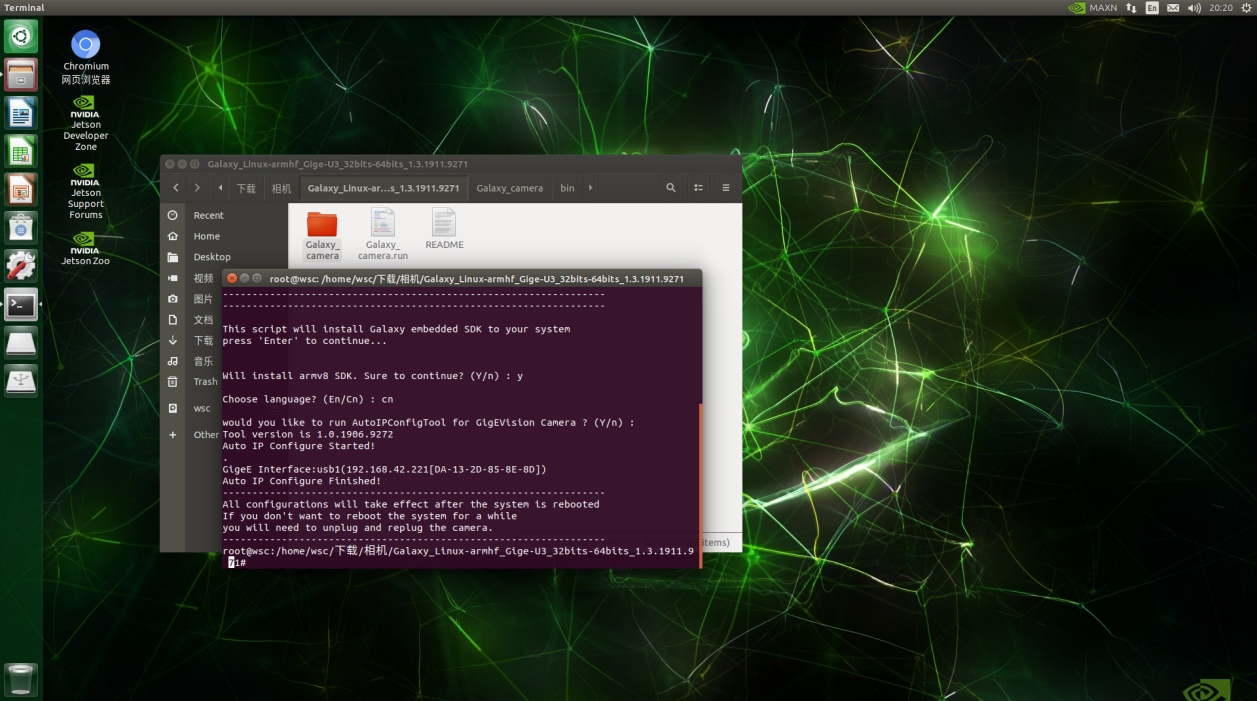 Terminal
MAXN
En
20:20
Chromium
网页浏览器
NVIDIA.
Jetson
Developer
Zone
NVIDIA.
Jetson
Support
Forums
NVIDIA.
Jetson Zoo
Galaxy_Linux-armhf_Gige-U3_32bits-64bits_1.3.1911.9271
下载
相机
Galaxy_Linux-ar...s_1.3.1911.9271
Galaxy_camera
bin
Recent
Home
Desktop
视频
图片
文档
下载
音乐
Trash
wsc
Other
Galaxy_
camera
Galaxy_
camera.run
README
items)
root@wsc: /home/wsc/下载/相机/Galaxy_Linux-armhf_Gige-U3_32bits-64bits_1.3.1911.9271
----------------------------------------------------------------
----------------------------------------------------------------
This script will install Galaxy embedded SDK to your system
press 'Enter' to continue...
Will install armv8 SDK. Sure to continue? (Y/n) : y
Choose language? (En/Cn) : cn
would you like to run AutoIPConfigTool for GigEVision Camera ? (Y/n) :
Tool version is 1.0.1906.9272
Auto IP Configure Started!
.
GigeE Interface:usb1(192.168.42.221[DA-13-2D-85-8E-8D])
Auto IP Configure Finished!
----------------------------------------------------------------
All configurations will take effect after the system is rebooted
If you don't want to reboot the system for a while
you will need to unplug and replug the camera.
----------------------------------------------------------------
root@wsc:/home/wsc/下载/相机/Galaxy_Linux-armhf_Gige-U3_32bits-64bits_1.3.1911.9
71#